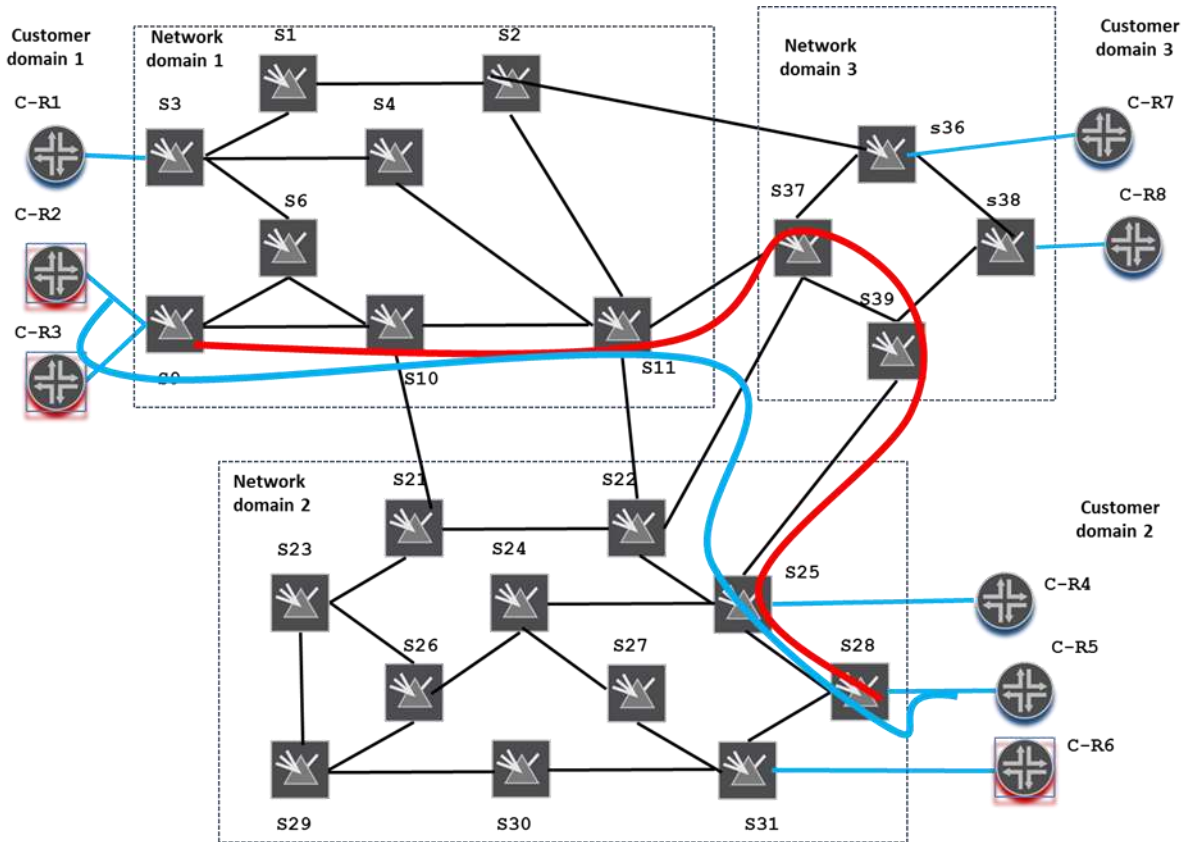 Customer
domain 1
Network
domain 1
S1
S2
Network
domain 3
Customer
domain 3
C-R1
S3
S4
s36
C-R7
C-R2
S6
S37
s38
C-R8
C-R3
S39
S9
S10
S11
Network
domain 2
S21
S22
Customer
domain 2
S23
S24
S25
C-R4
S26
S27
S28
C-R5
C-R6
S29
S30
S31